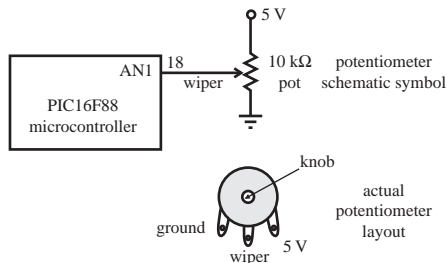 5 V
AN1
18
wiper
10 kΩ
pot
potentiometer
schematic symbol
PIC16F88
microcontroller
knob
actual
potentiometer
layout
ground
wiper
5 V